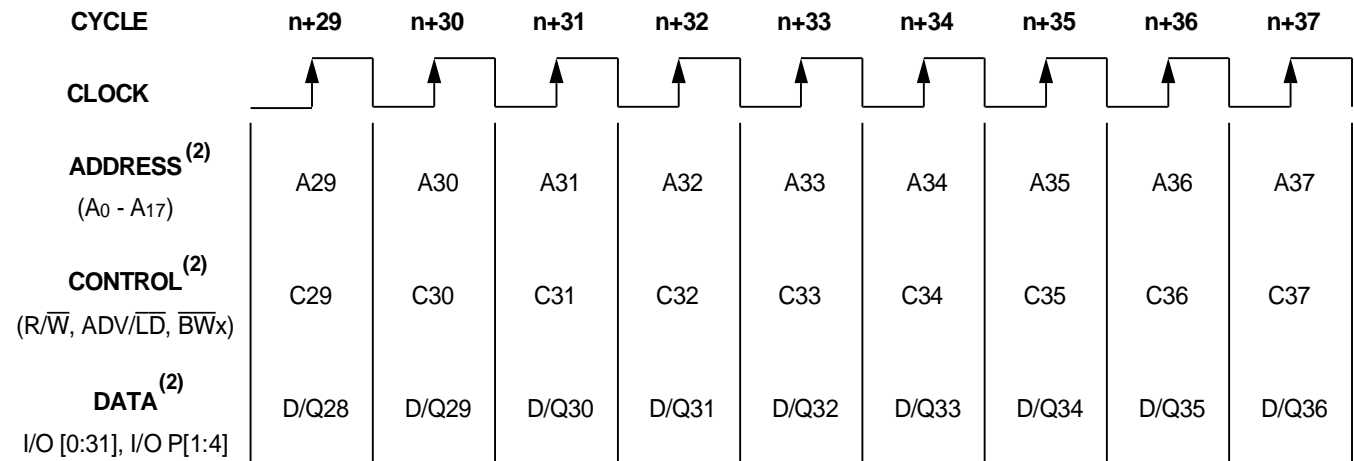 CYCLE n+29 n+30 n+31 n+32 n+33 n+34 n+35 n+36 n+37
CLOCK
ADDRESS(2)
(A0 - A17)
A29 A30 A31 A32 A33 A34 A35 A36 A37
CONTROL(2)
(R/W̅, ADV/L̅D̅, B̅W̅x)
C29 C30 C31 C32 C33 C34 C35 C36 C37
DATA(2)
I/O [0:31], I/O P[1:4]
D/Q28 D/Q29 D/Q30 D/Q31 D/Q32 D/Q33 D/Q34 D/Q35 D/Q36